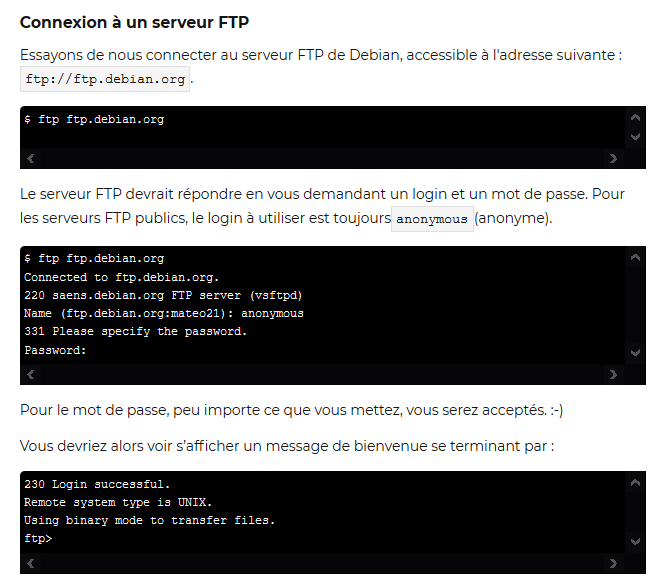 Connexion à un serveur FTP
Essayons de nous connecter au serveur FTP de Debian, accessible à l'adresse suivante :
ftp://ftp.debian.org.
$ ftp ftp.debian.org
Le serveur FTP devrait répondre en vous demandant un login et un mot de passe. Pour
les serveurs FTP publics, le login à utiliser est toujours anonymous (anonyme).
$ ftp ftp.debian.org
Connected to ftp.debian.org.
220 saens.debian.org FTP server (vsftpd)
Name (ftp.debian.org:mateo21): anonymous
331 Please specify the password.
Password:
Pour le mot de passe, peu importe ce que vous mettez, vous serez acceptés. :-)
Vous devriez alors voir s’afficher un message de bienvenue se terminant par :
230 Login successful.
Remote system type is UNIX.
Using binary mode to transfer files.
ftp>